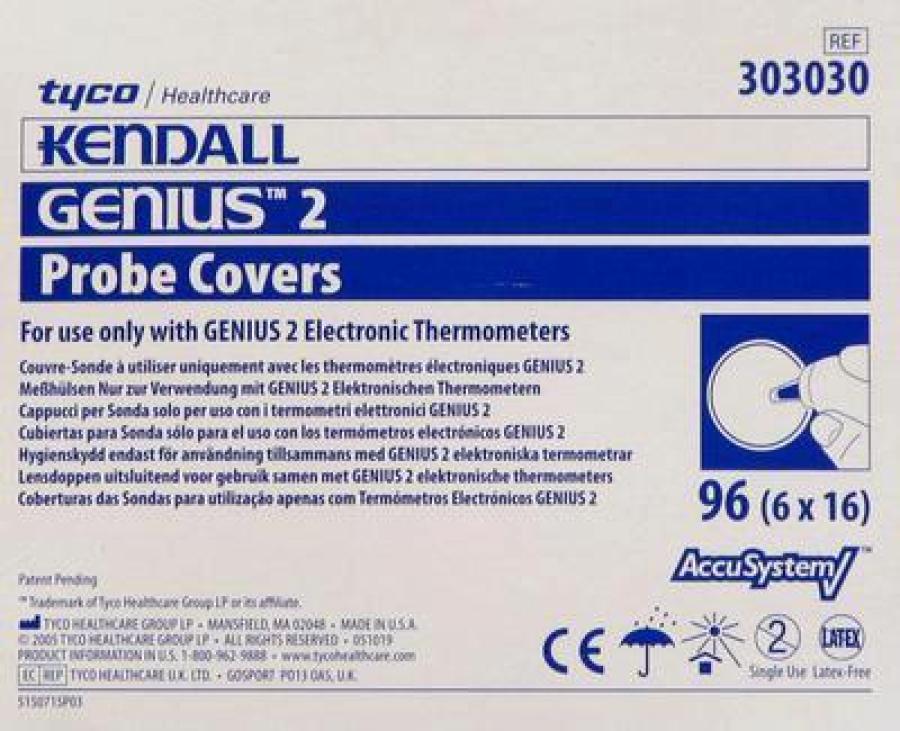 REF
303030
tyco / Healthcare
KENDALL
GENIUS™ 2
Probe Covers
For use only with GENIUS 2 Electronic Thermometers
Couvre-Sonde à utiliser uniquement avec les thermomètres électroniques GENIUS 2
Meßhülsen Nur zur Verwendung mit GENIUS 2 Elektronischen Thermometern
Cappucci per Sonda solo per uso con i termometri elettronici GENIUS 2
Cubiertas para Sonda sólo para el uso con los termómetros electrónicos GENIUS 2
Hygienskydd endast för användning tillsammans med GENIUS 2 elektroniska termometrar
Lensdoppen uitsluitend voor gebruik samen met GENIUS 2 elektronische thermometers
Coberturas das Sondas para utilização apenas com Termómetros Electrónicos GENIUS 2
96 (6 x 16)
AccuSystem™
Patent Pending
™ Trademark of Tyco Healthcare Group LP or its affiliate.
TYCO HEALTHCARE GROUP LP • MANSFIELD, MA 02048 • MADE IN U.S.A.
© 2005 TYCO HEALTHCARE GROUP LP • ALL RIGHTS RESERVED • 051019
PRODUCT INFORMATION IN U.S. 1-800-962-9888 • www.tycohealthcare.com
EC REP TYCO HEALTHCARE U.K. LTD. • GOSPORT PO13 0AS, U.K.
S150715P03
CE
2
LATEX
Single Use Latex-Free